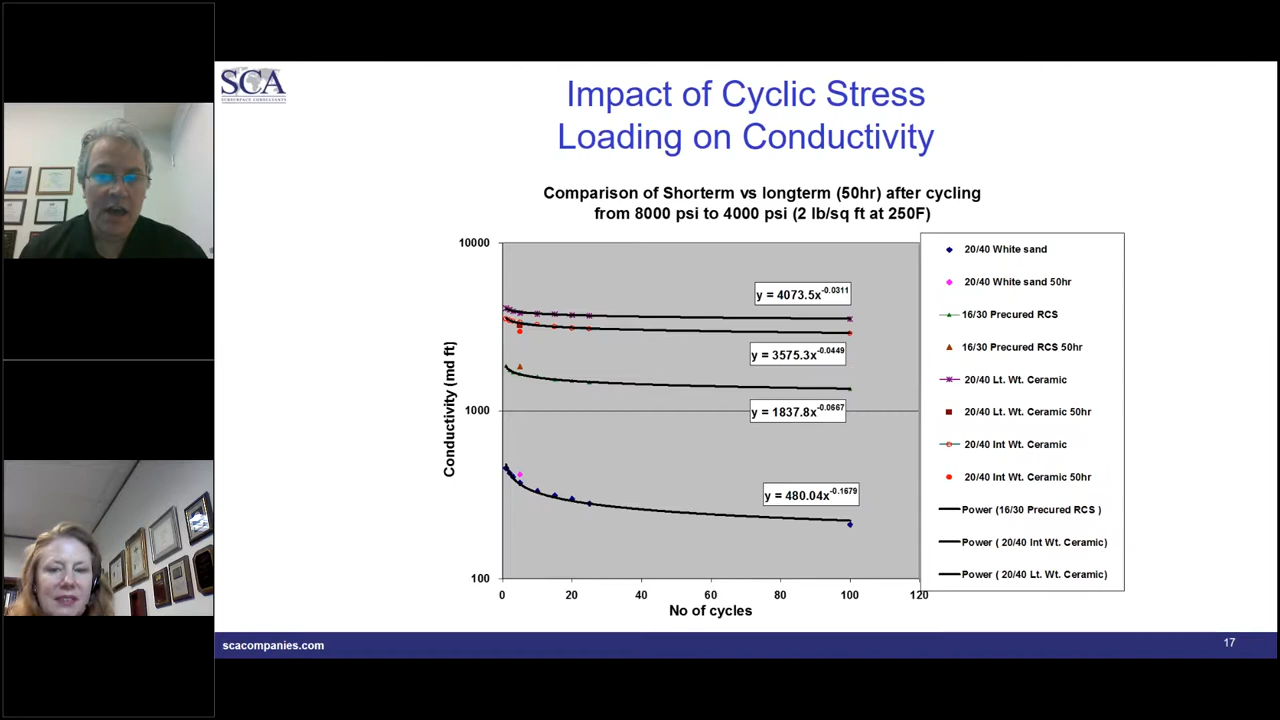 SCA
SUBSURFACE CONSULTANTS
Impact of Cyclic Stress
Loading on Conductivity
Comparison of Shorterm vs longterm (50hr) after cycling
from 8000 psi to 4000 psi (2 lb/sq ft at 250F)
Conductivity (md ft)
10000
1000
100
y = 4073.5x-0.0311
y = 3575.3x-0.0449
y = 1837.8x-0.0667
y = 480.04x-0.1679
0
20
40
60
80
100
120
No of cycles
20/40 White sand
20/40 White sand 50hr
16/30 Precured RCS
16/30 Precured RCS 50hr
20/40 Lt. Wt. Ceramic
20/40 Lt. Wt. Ceramic 50hr
20/40 Int Wt. Ceramic
20/40 Int Wt. Ceramic 50hr
Power (16/30 Precured RCS )
Power ( 20/40 Int Wt. Ceramic)
Power ( 20/40 Lt. Wt. Ceramic)
scacompanies.com
17